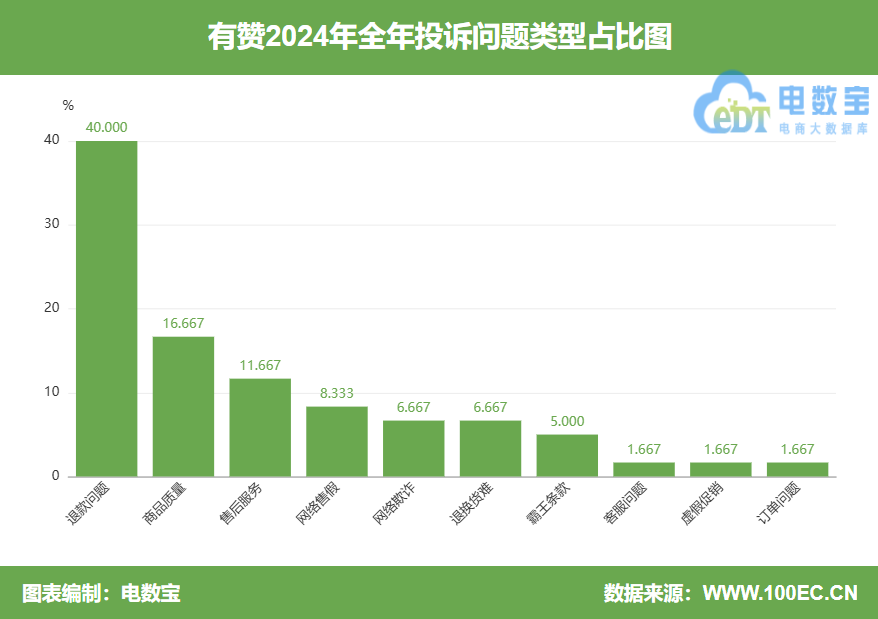 有赞2024年全年投诉问题类型占比图
eDT 电数宝
电商大数据库
%
40
30
20
10
0
40.000
16.667
11.667
8.333
6.667
6.667
5.000
1.667
1.667
1.667
退款问题
商品质量
售后服务
网络售假
网络欺诈
退换货难
霸王条款
客服问题
虚假促销
订单问题
图表编制：电数宝
数据来源：WWW.100EC.CN